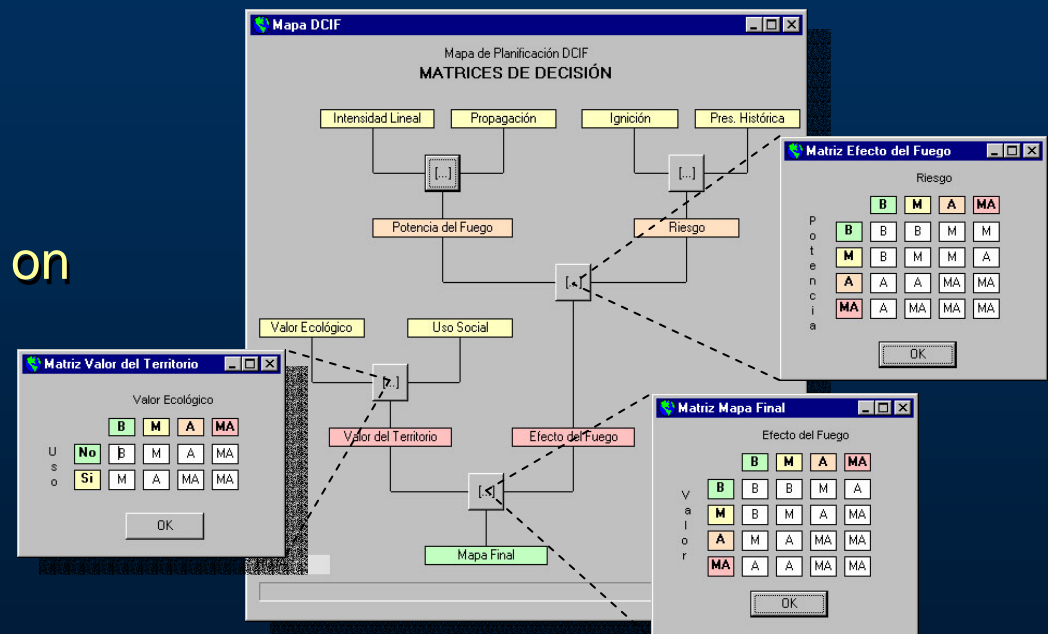 Mapa DCIF
Mapa de Planificación DCIF
MATRICES DE DECISIÓN
Intensidad Lineal
Propagación
Ignición
Pres. Histórica
[...]
[...]
Potencia del Fuego
Riesgo
[...]
Valor Ecológico
Uso Social
[...]
Valor del Territorio
Efecto del Fuego
[...]
Mapa Final
on
Matriz Efecto del Fuego
Riesgo
Potencia
B M A MA
B B B M M
M B M M A
A A A MA MA
MA A MA MA MA
OK
Matriz Valor del Territorio
Valor Ecológico
Uso
B M A MA
No B M A MA
Si M A MA MA
OK
Matriz Mapa Final
Efecto del Fuego
Valor
B M A MA
B B B M A
M B M A MA
A M A MA MA
MA A A MA MA
OK